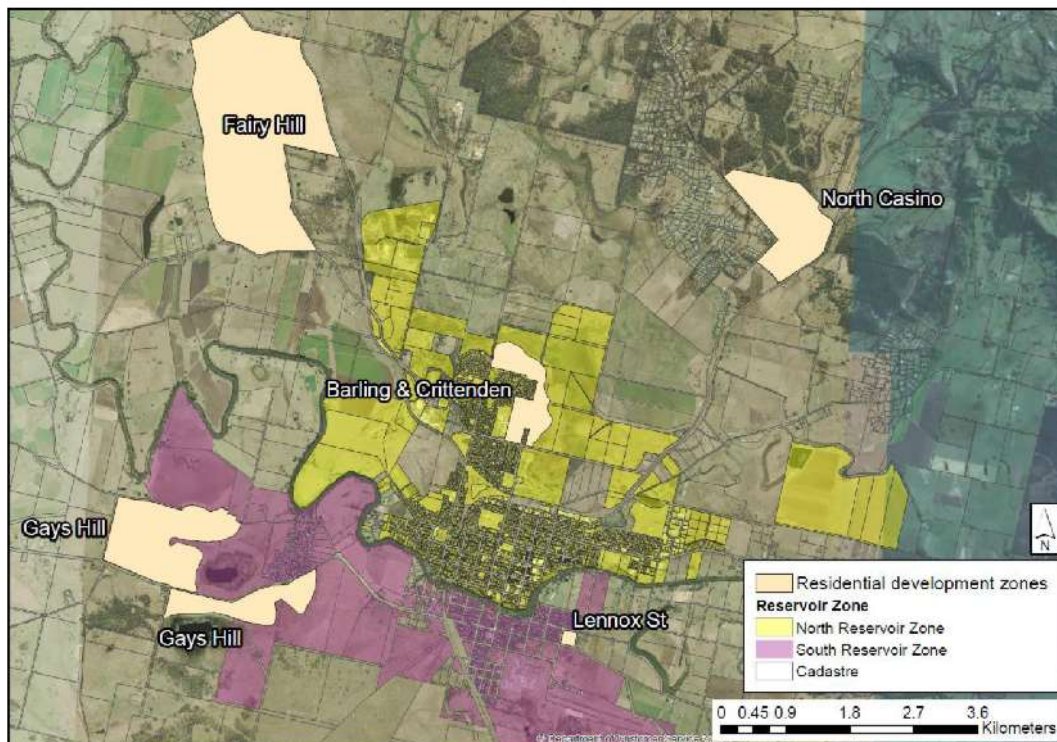 Fairy Hill
North Casino
Barling & Crittenden
Gays Hill
Gays Hill
Lennox St
Residential development zones
Reservoir Zone
North Reservoir Zone
South Reservoir Zone
Cadastre
N
0 0.45 0.9 1.8 2.7 3.6
Kilometers